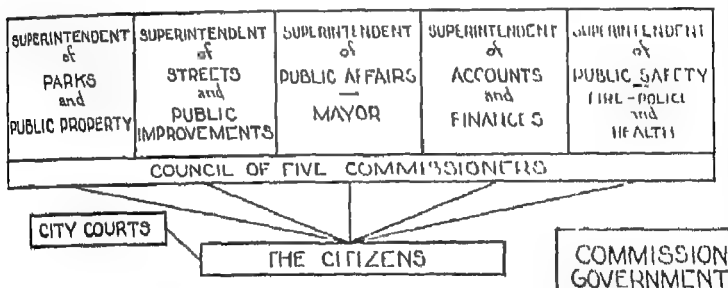 SUPERINTENDENT
of
PARKS
and
PUBLIC PROPERTY
SUPERINTENDENT
of
STREETS
and
PUBLIC
IMPROVEMENTS
SUPERINTENDENT
of
PUBLIC AFFAIRS
—
MAYOR
SUPERINTENDENT
of
ACCOUNTS
and
FINANCES
SUPERINTENDENT
of
PUBLIC SAFETY
—
FIRE-POLICE
and
HEALTH
COUNCIL OF FIVE COMMISSIONERS
CITY COURTS
THE CITIZENS
COMMISSION
GOVERNMENT